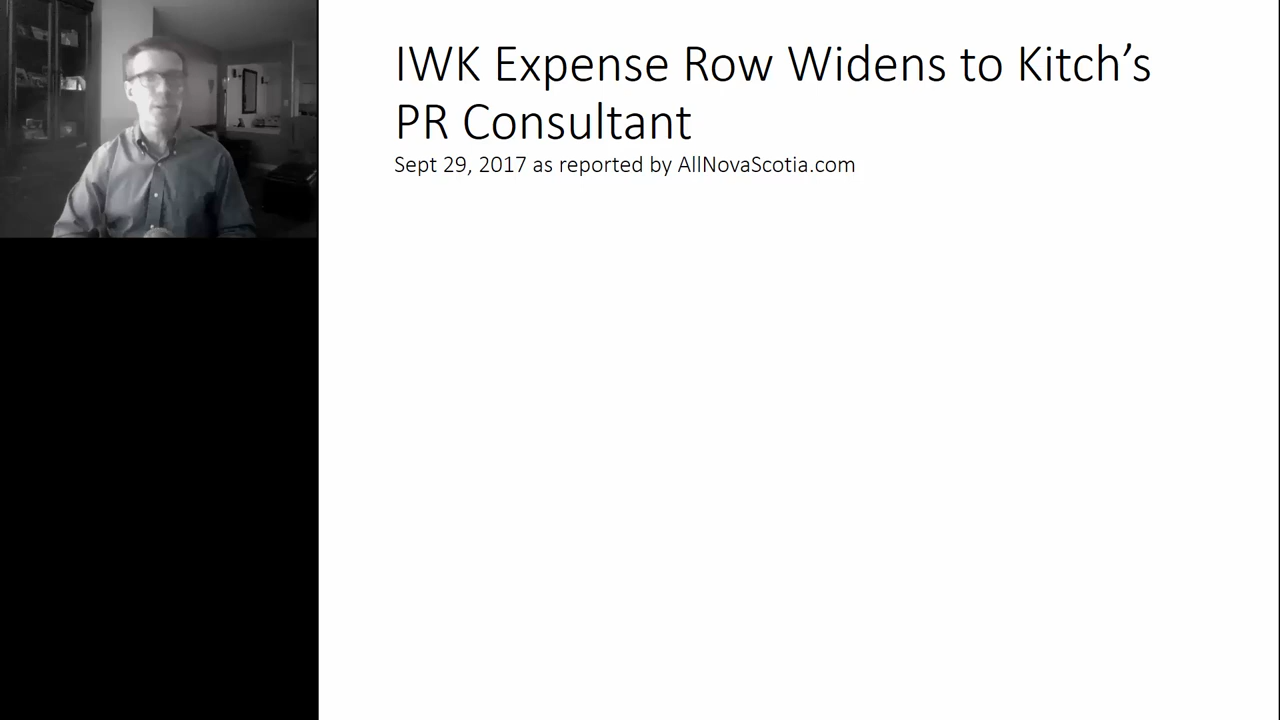 IWK Expense Row Widens to Kitch’s
PR Consultant
Sept 29, 2017 as reported by AllNovaScotia.com